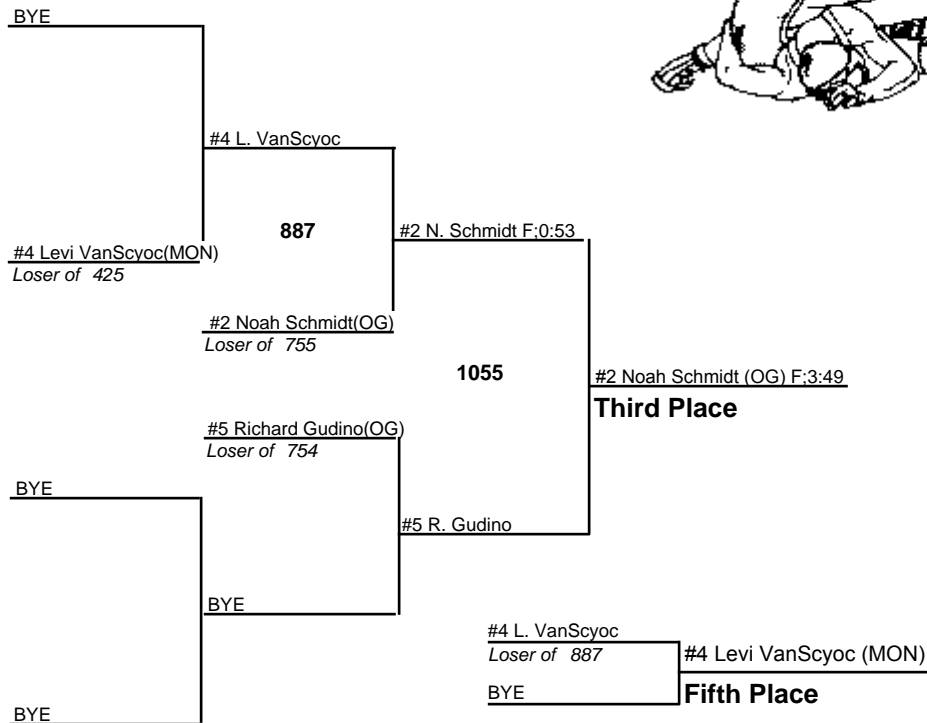 BYE
#4 L. VanScyoc
887
#2 N. Schmidt F;0:53
#4 Levi VanScyoc(MON)
Loser of 425
#2 Noah Schmidt(OG)
Loser of 755
1055
#2 Noah Schmidt (OG) F;3:49
Third Place
#5 Richard Gudino(OG)
Loser of 754
BYE
#5 R. Gudino
BYE
#4 L. VanScyoc
Loser of 887
#4 Levi VanScyoc (MON)
BYE
Fifth Place
BYE